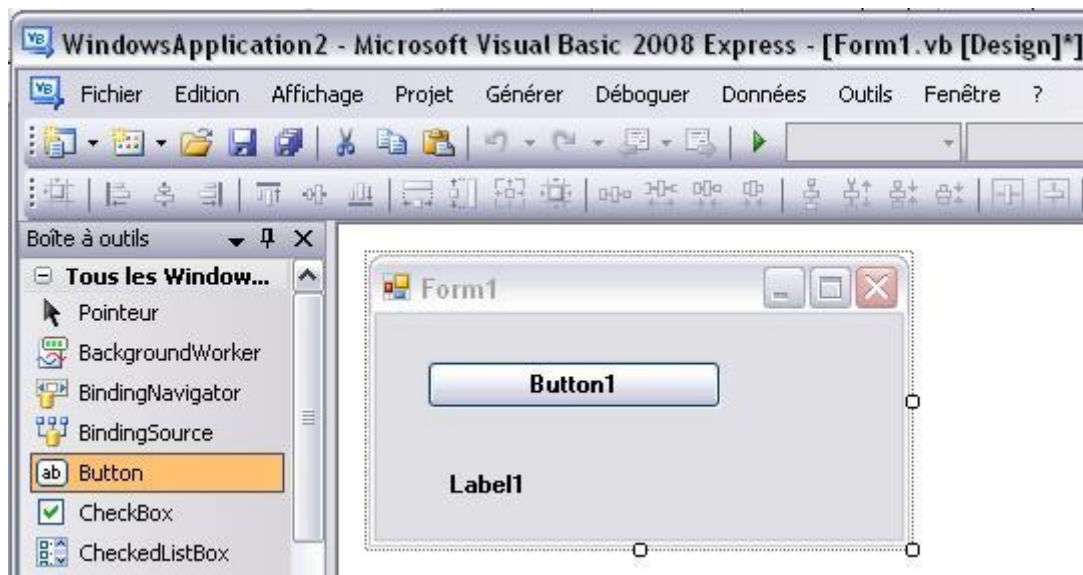 WindowsApplication2 - Microsoft Visual Basic 2008 Express - [Form1.vb [Design]*]
Fichier Edition Affichage Projet Générer Déboguer Données Outils Fenêtre ?
Boîte à outils
Tous les Window...
Pointeur
BackgroundWorker
BindingNavigator
BindingSource
ab Button
CheckBox
CheckedListBox
Form1
Button1
Label1